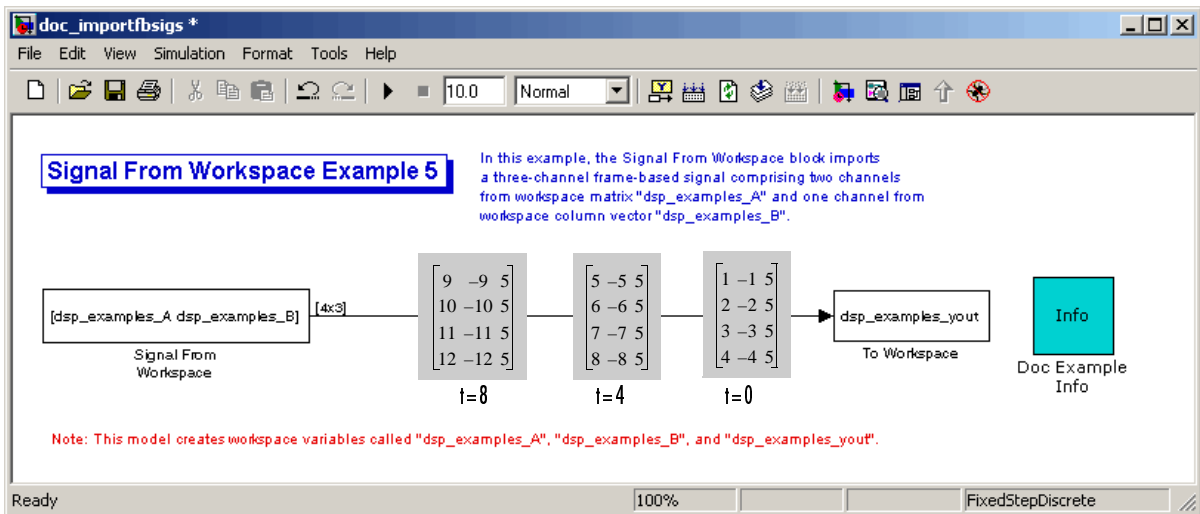 doc_importfbsigs *
File Edit View Simulation Format Tools Help
10.0 Normal
Signal From Workspace Example 5
In this example, the Signal From Workspace block imports
a three-channel frame-based signal comprising two channels
from workspace matrix "dsp_examples_A" and one channel from
workspace column vector "dsp_examples_B".
[dsp_examples_A dsp_examples_B]
[4x3]
Signal From
Workspace
9 –9 5
10 –10 5
11 –11 5
12 –12 5
t=8
5 –5 5
6 –6 5
7 –7 5
8 –8 5
t=4
1 –1 5
2 –2 5
3 –3 5
4 –4 5
t=0
dsp_examples_yout
To Workspace
Info
Doc Example
Info
Note: This model creates workspace variables called "dsp_examples_A", "dsp_examples_B", and "dsp_examples_yout".
Ready
100%
FixedStepDiscrete